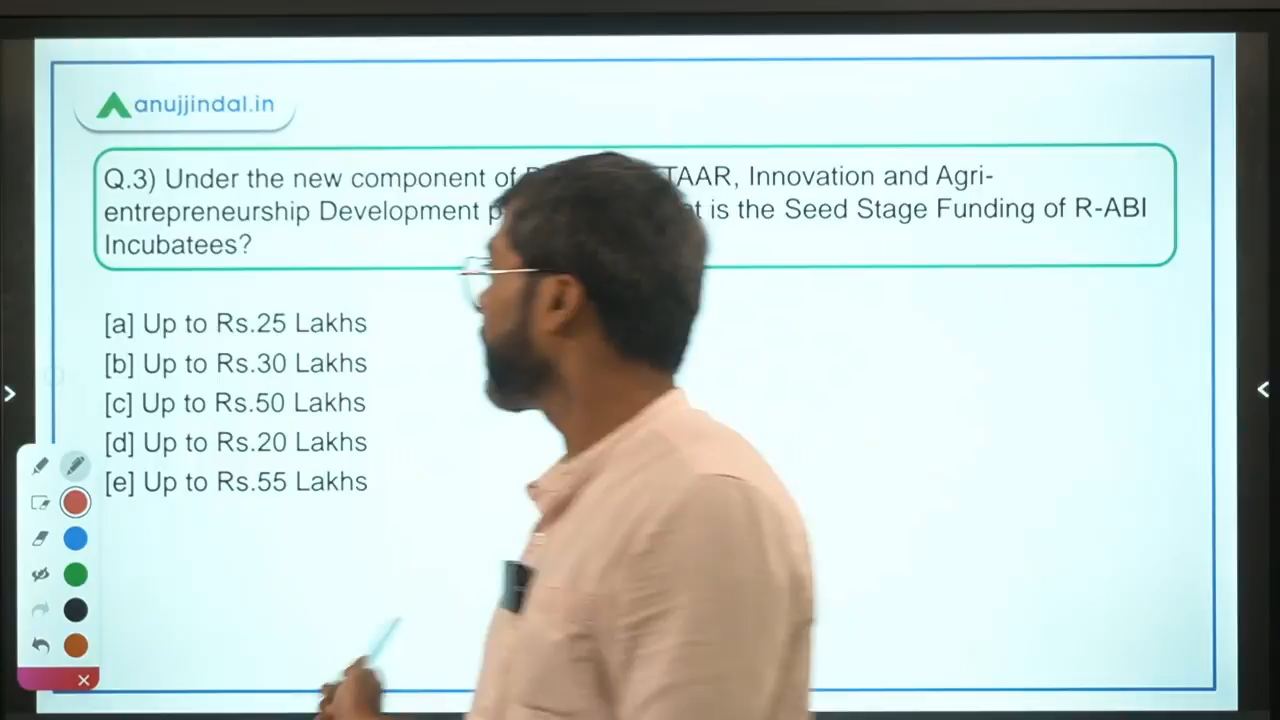 anujjindal.in
Q.3) Under the new component of TAAR, Innovation and Agri-
entrepreneurship Development is the Seed Stage Funding of R-ABI
Incubatees?
[a] Up to Rs.25 Lakhs
[b] Up to Rs.30 Lakhs
[c] Up to Rs.50 Lakhs
[d] Up to Rs.20 Lakhs
[e] Up to Rs.55 Lakhs